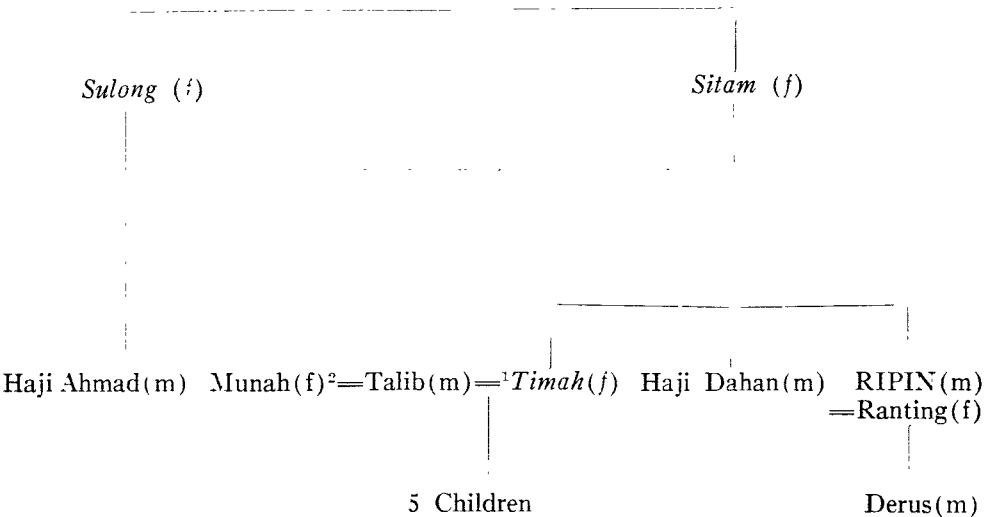 Sulong (f) Sitam (f)
Haji Ahmad(m) Munah(f)²=Talib(m)=¹Timah(f) Haji Dahan(m) RIPIN(m)
=Ranting(f)
5 Children Derus(m)